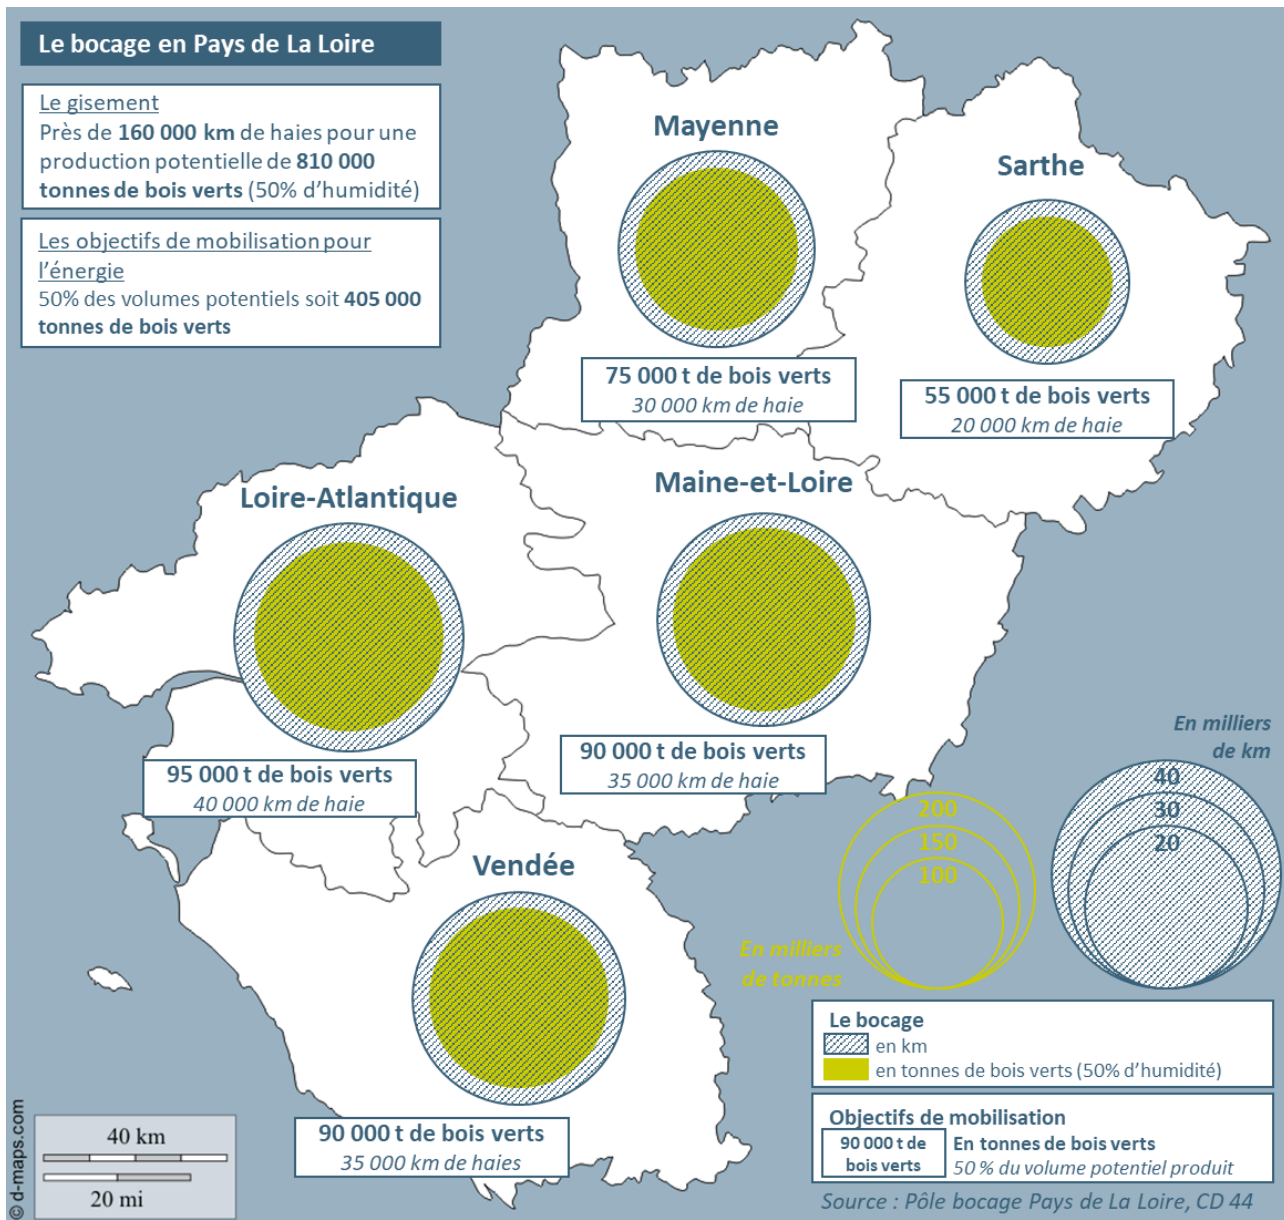 Le bocage en Pays de La Loire
Le gisement
Près de 160 000 km de haies pour une
production potentielle de 810 000
tonnes de bois verts (50% d’humidité)
Les objectifs de mobilisation pour
l’énergie
50% des volumes potentiels soit 405 000
tonnes de bois verts
Mayenne
75 000 t de bois verts
30 000 km de haie
Sarthe
55 000 t de bois verts
20 000 km de haie
Loire-Atlantique
95 000 t de bois verts
40 000 km de haie
Maine-et-Loire
90 000 t de bois verts
35 000 km de haie
Vendée
90 000 t de bois verts
35 000 km de haies
En milliers
de km
40
30
20
200
150
100
En milliers
de tonnes
Le bocage
en km
en tonnes de bois verts (50% d’humidité)
Objectifs de mobilisation
90 000 t de
bois verts
En tonnes de bois verts
50 % du volume potentiel produit
Source : Pôle bocage Pays de La Loire, CD 44
40 km
20 mi
© d-maps.com